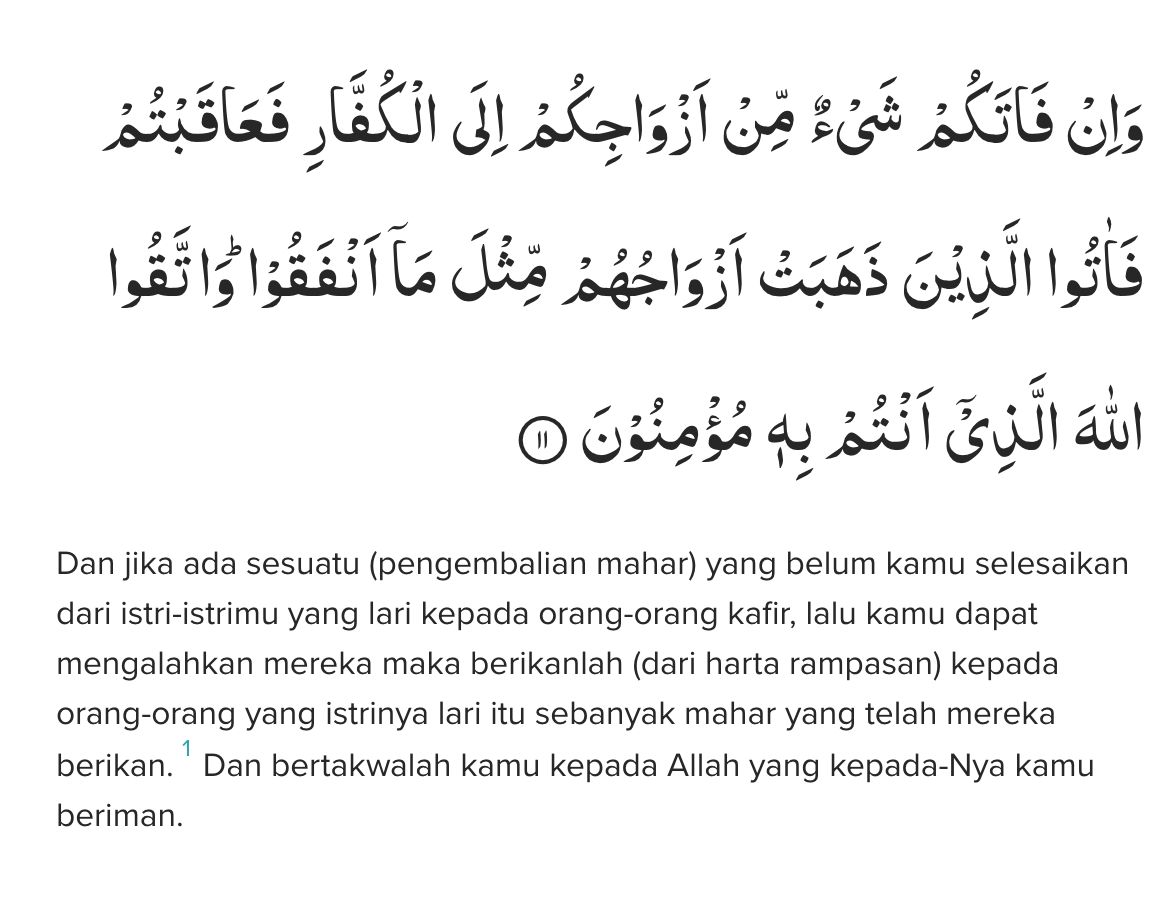 وَاِنْ فَاتَكُمْ شَيْءٌ مِّنْ اَزْوَاجِكُمْ اِلَى الْكُفَّارِ فَعَاقَبْتُمْ
فَاٰتُوا الَّذِيْنَ ذَهَبَتْ اَزْوَاجُهُمْ مِّثْلَ مَآ اَنْفَقُوْاۗ وَاتَّقُوا
اللّٰهَ الَّذِيْٓ اَنْتُمْ بِهٖ مُؤْمِنُوْنَ ١١
Dan jika ada sesuatu (pengembalian mahar) yang belum kamu selesaikan
dari istri-istrimu yang lari kepada orang-orang kafir, lalu kamu dapat
mengalahkan mereka maka berikanlah (dari harta rampasan) kepada
orang-orang yang istrinya lari itu sebanyak mahar yang telah mereka
berikan. 1 Dan bertakwalah kamu kepada Allah yang kepada-Nya kamu
beriman.